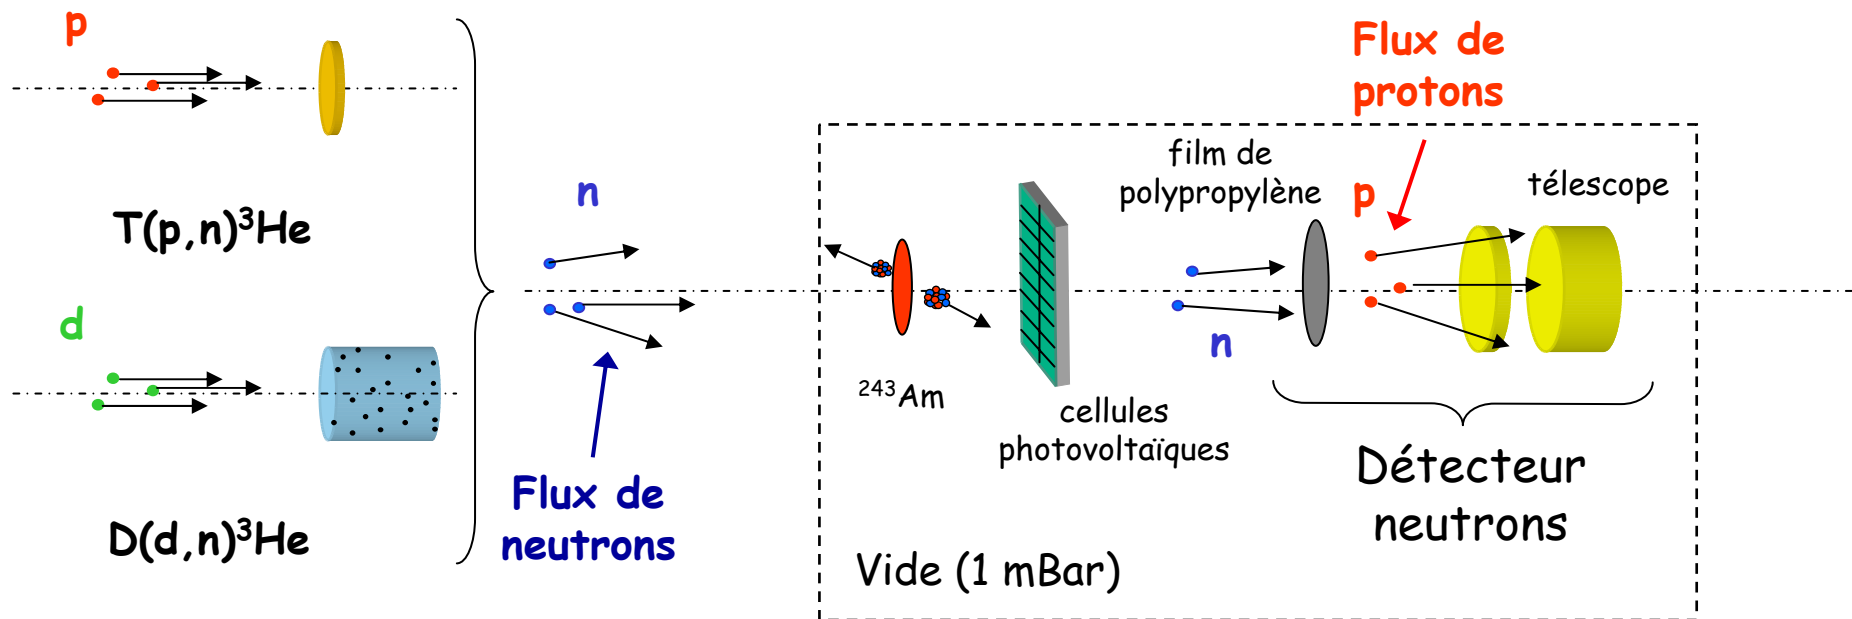 p
T(p,n)³He
d
D(d,n)³He
n
Flux de
neutrons
²⁴³Am
cellules
photovoltaïques
film de
polypropylène
n
Flux de
protons
p
télescope
Détecteur
neutrons
Vide (1 mBar)